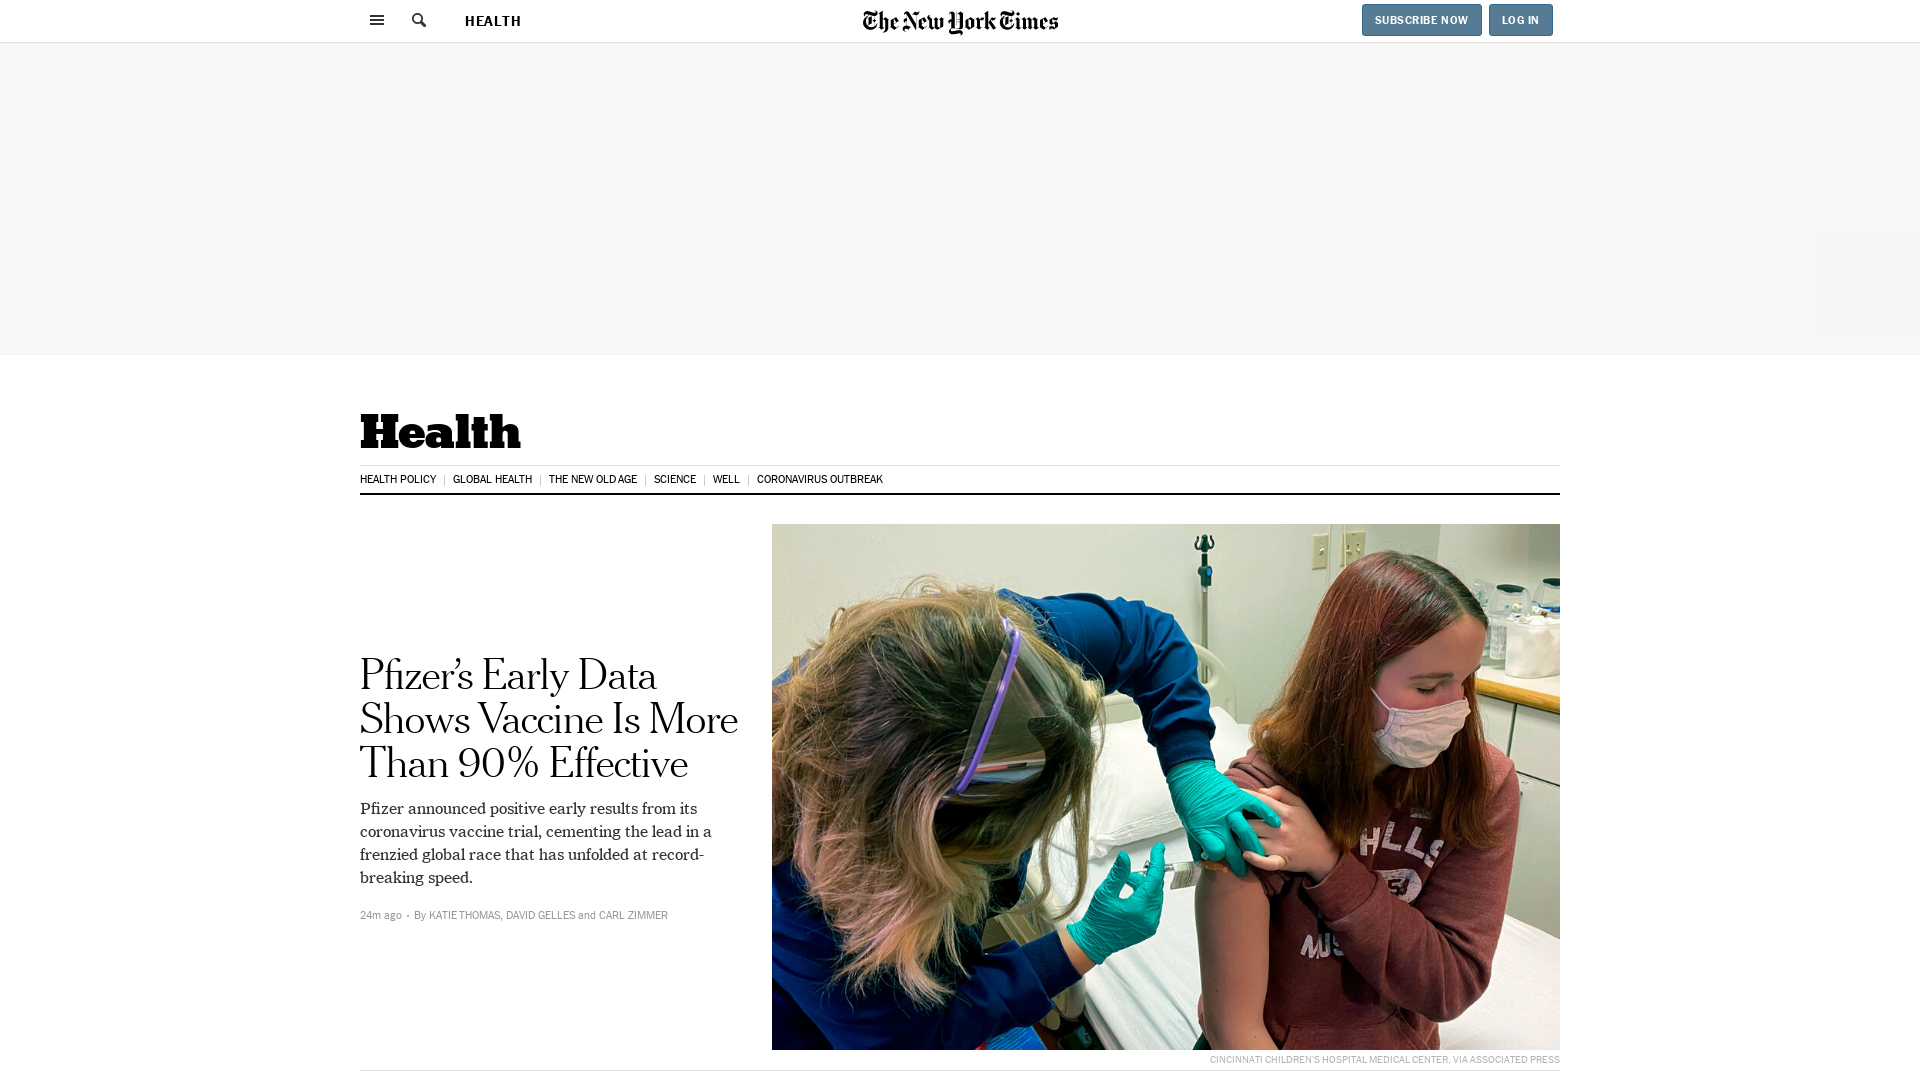 HEALTH
The New York Times
SUBSCRIBE NOW
LOG IN
Health
HEALTH POLICY
GLOBAL HEALTH
THE NEW OLD AGE
SCIENCE
WELL
CORONAVIRUS OUTBREAK
Pfizer’s Early Data
Shows Vaccine Is More
Than 90% Effective
Pfizer announced positive early results from its
coronavirus vaccine trial, cementing the lead in a
frenzied global race that has unfolded at record-
breaking speed.
24m ago · By KATIE THOMAS, DAVID GELLES and CARL ZIMMER
CINCINNATI CHILDREN'S HOSPITAL MEDICAL CENTER, VIA ASSOCIATED PRESS